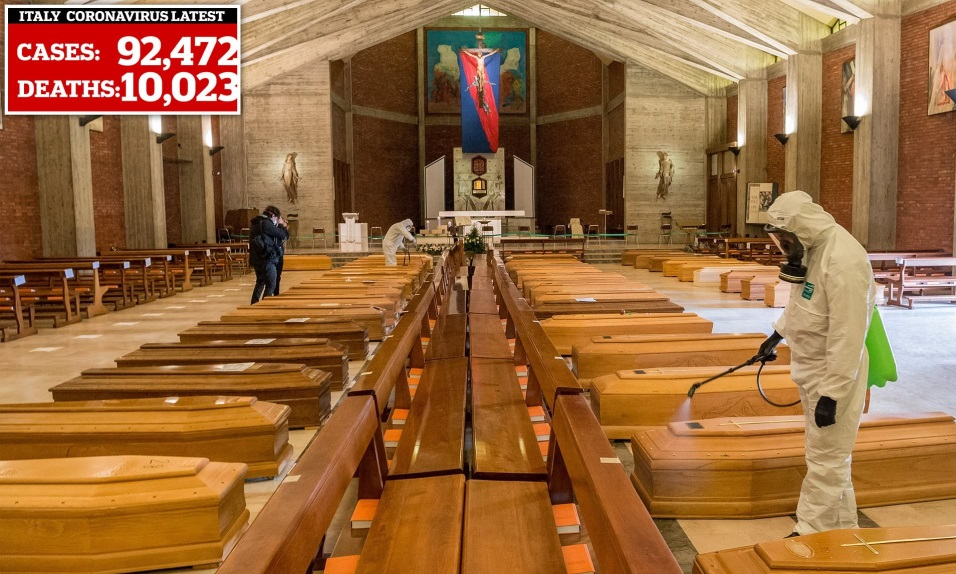 ITALY CORONAVIRUS LATEST
CASES: 92,472
DEATHS: 10,023